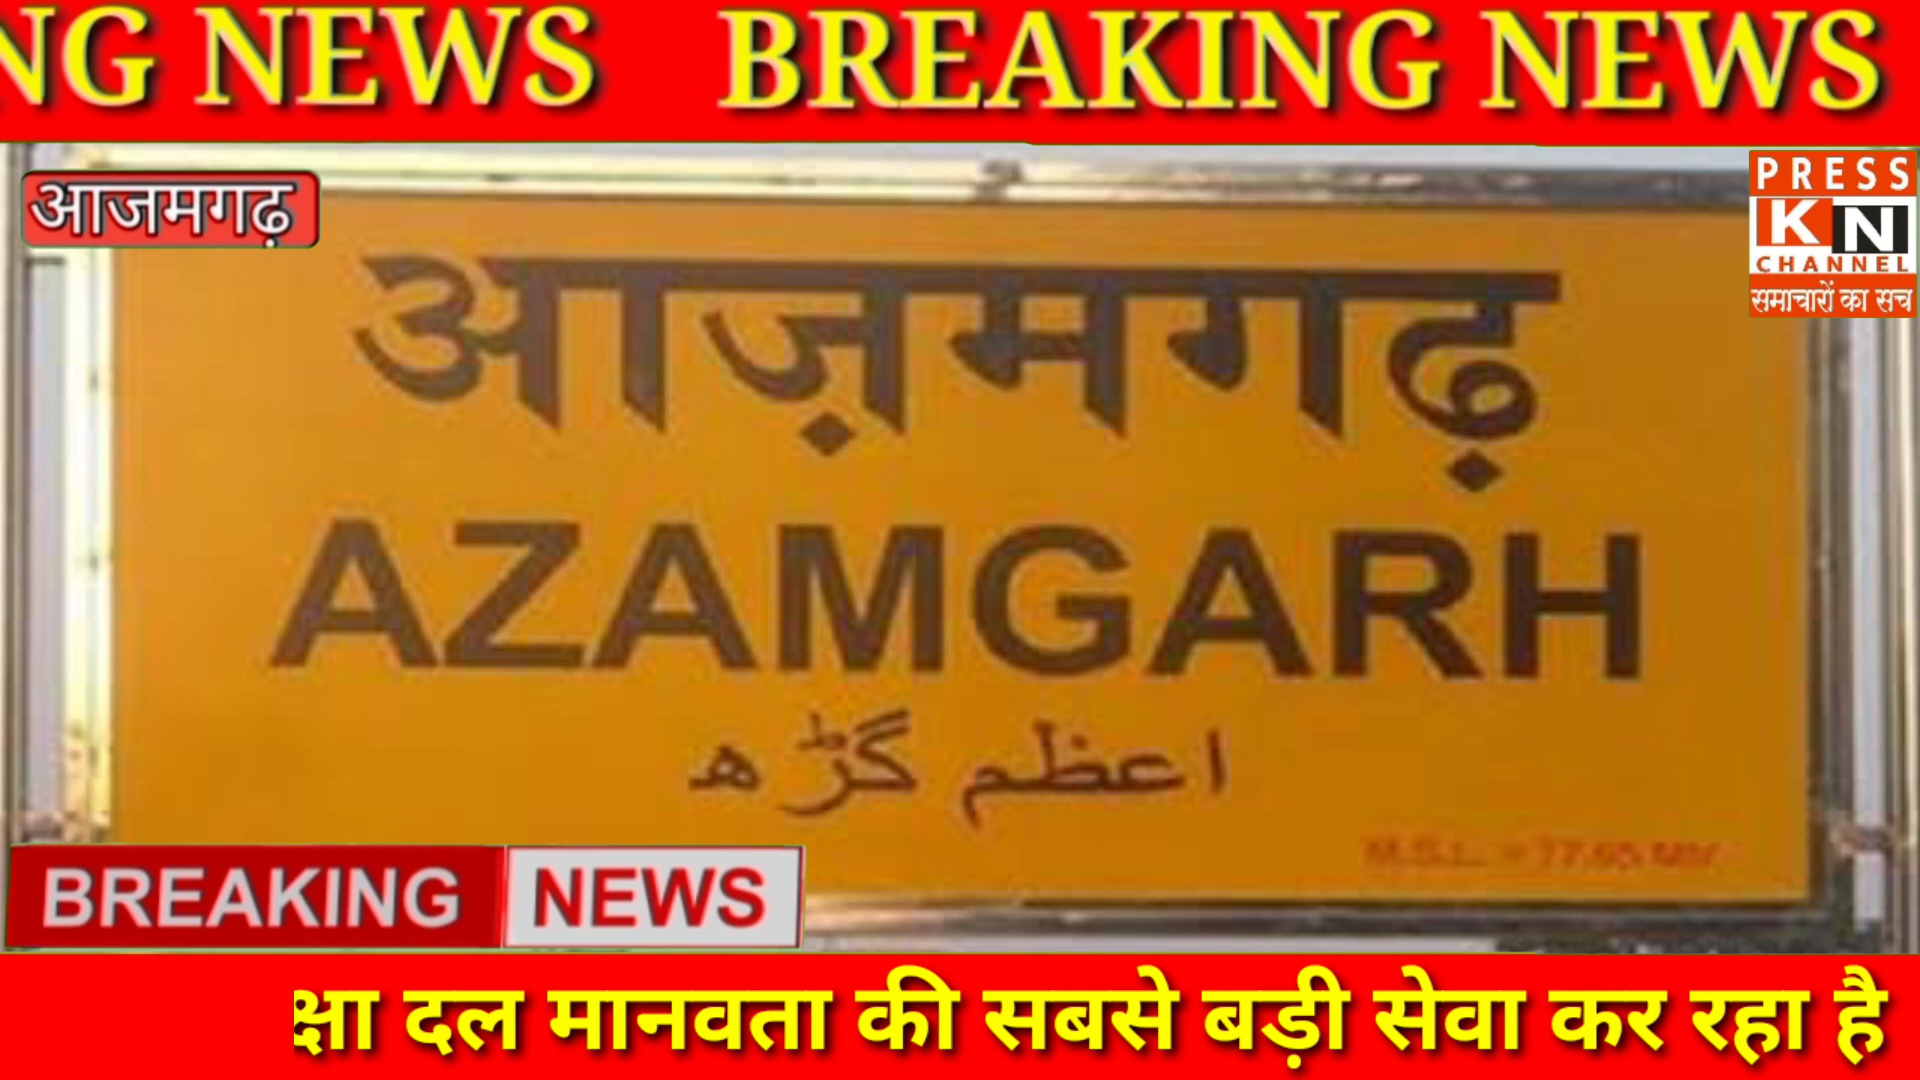 NG NEWS BREAKING NEWS
आजमगढ़
PRESS
KN
CHANNEL
समाचारों का सच
आज़मगढ़
AZAMGARH
اعظم گڑھ
M.S.L. =
BREAKING NEWS
क्षा दल मानवता की सबसे बड़ी सेवा कर रहा है